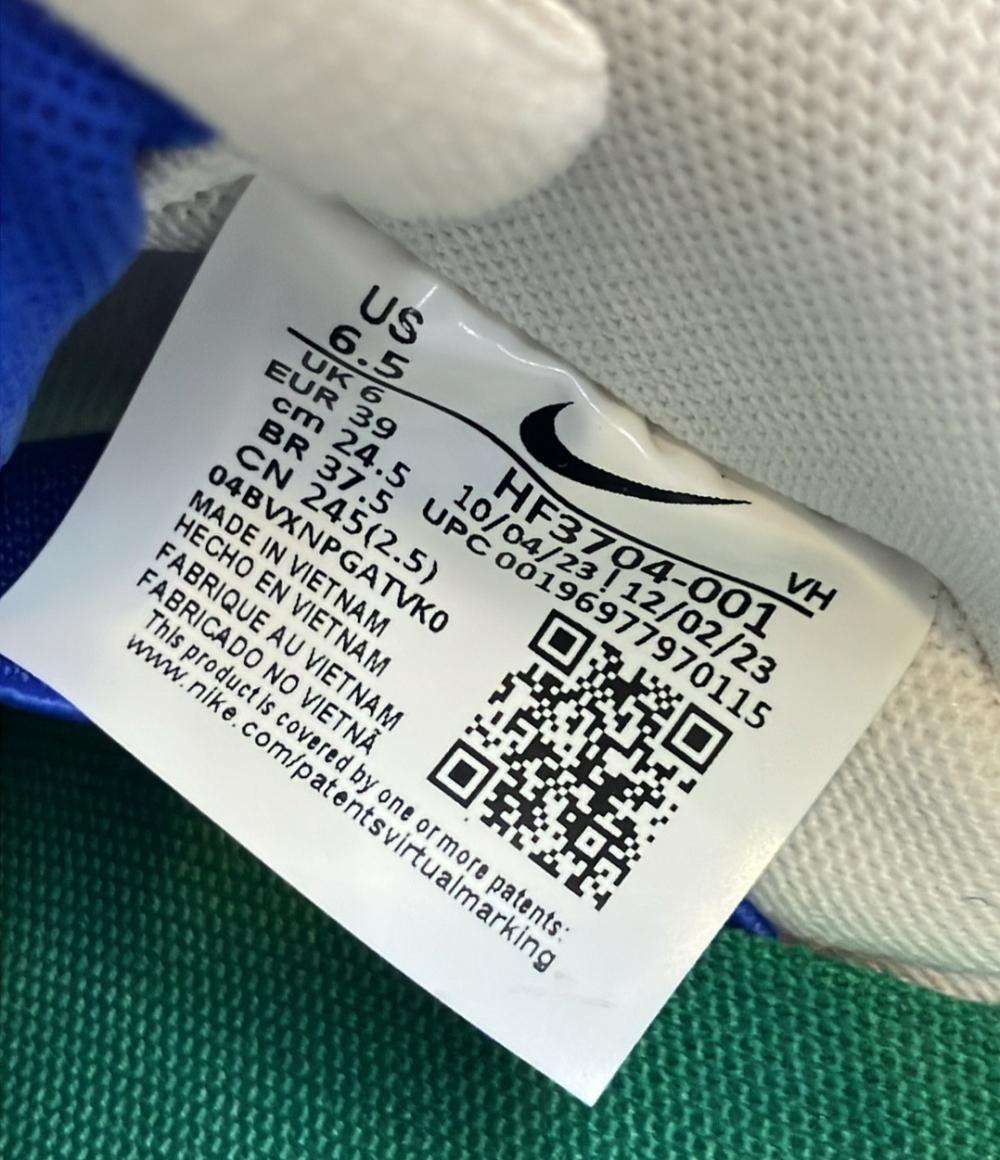 US
6.5
UK 6
EUR 39
cm 24.5
BR 37.5
CN 245(2.5)
04BVXNPGATVK0
MADE IN VIETNAM
HECHO EN VIETNAM
FABRIQUE AU VIETNAM
FABRICADO NO VIETNÃ
This product is covered by one or more patents:
www.nike.com/patentsvirtualmarking
VH
HF3704-001
10/04/23 ! 12/02/23
UPC 00196977970115